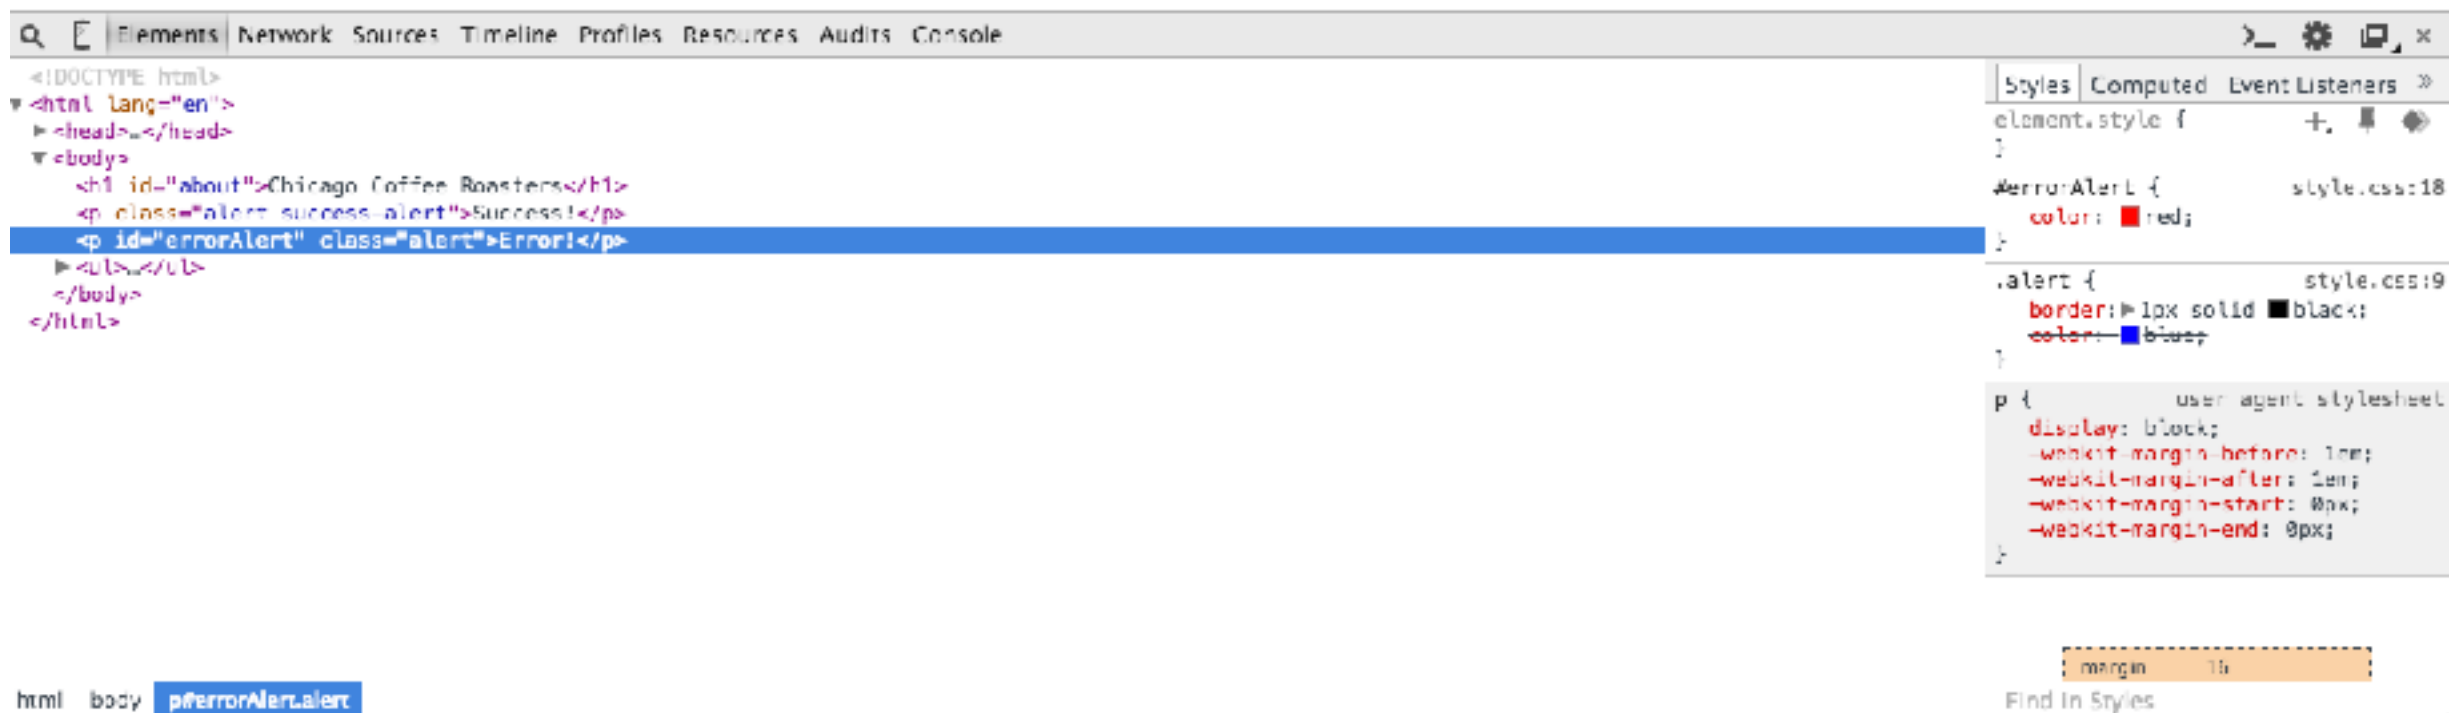 Elements Network Sources Timeline Profiles Resources Audits Console
<!DOCTYPE html>
<html lang="en">
<head>…</head>
<body>
<h1 id="about">Chicago Coffee Roasters</h1>
<p class="alert success-alert">Success!</p>
<p id="errorAlert" class="alert">Error!</p>
<ul>…</ul>
</body>
</html>
html body p#errorAlert.alert
Styles Computed Event Listeners »
element.style {
}
#errorAlert { style.css:18
color: red;
}
.alert { style.css:9
border: 1px solid black;
color: blue;
}
p { user agent stylesheet
display: block;
-webkit-margin-before: 1em;
-webkit-margin-after: 1em;
-webkit-margin-start: 0px;
-webkit-margin-end: 0px;
}
margin 16
Find in Styles